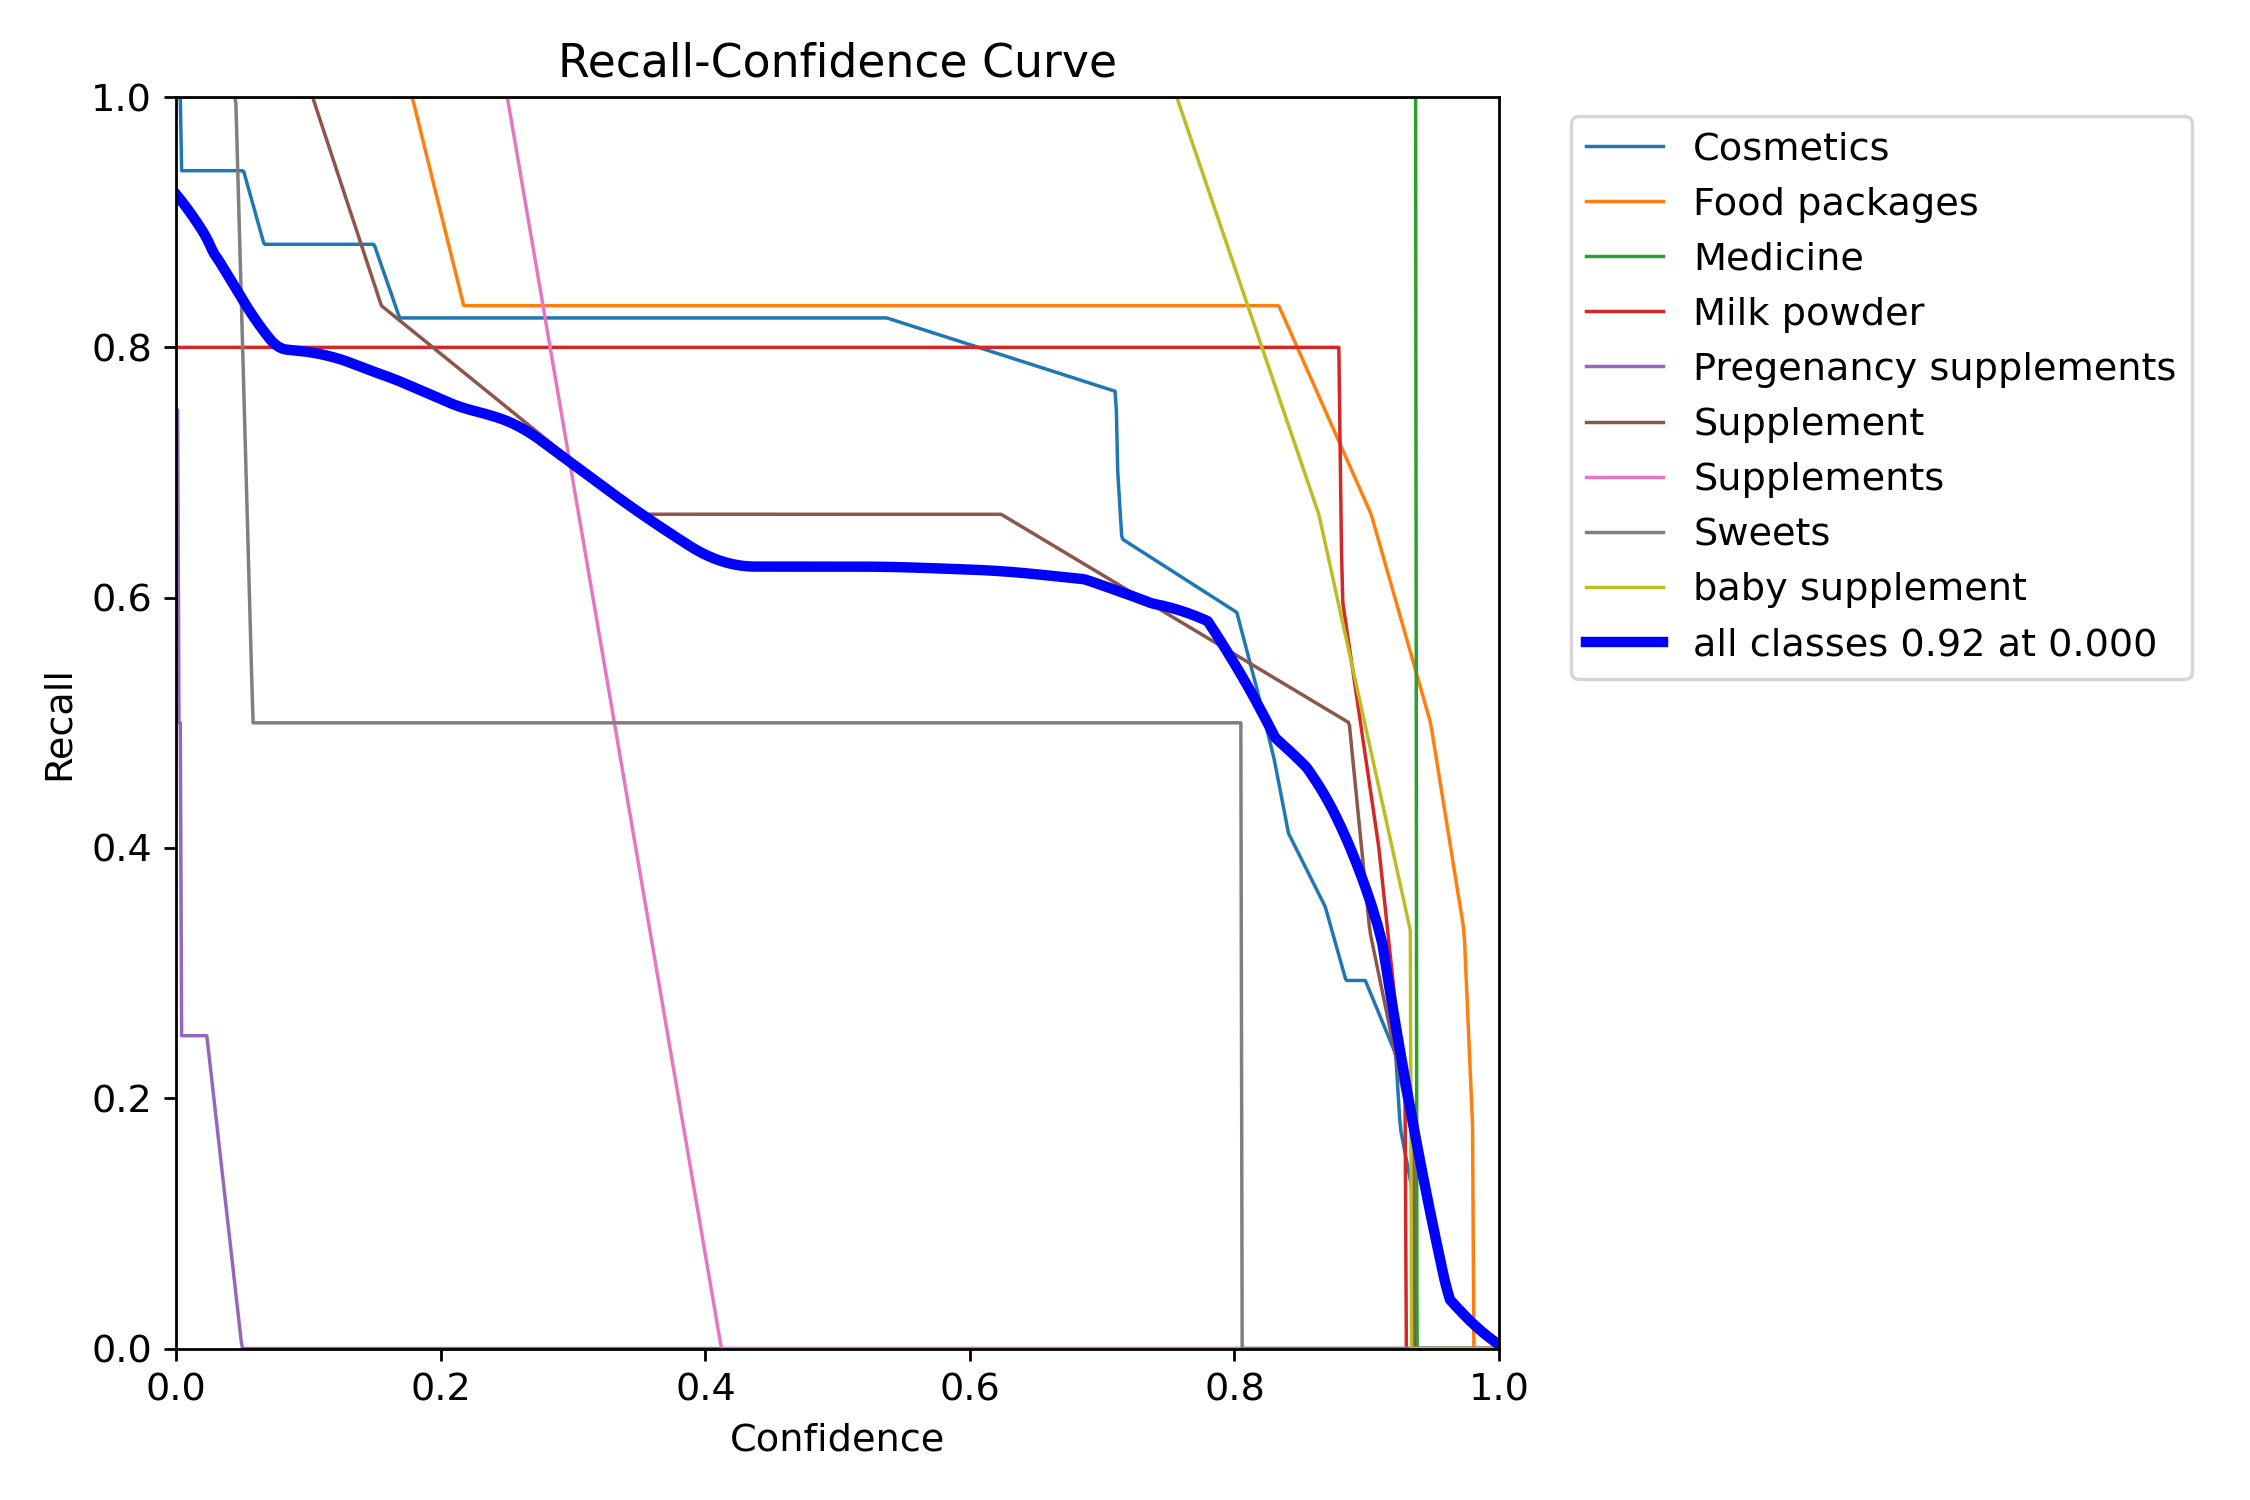 Recall-Confidence Curve
1.0
0.8
0.6
0.4
0.2
0.0
Recall
0.0 0.2 0.4 0.6 0.8 1.0
Confidence
Cosmetics
Food packages
Medicine
Milk powder
Pregenancy supplements
Supplement
Supplements
Sweets
baby supplement
all classes 0.92 at 0.000